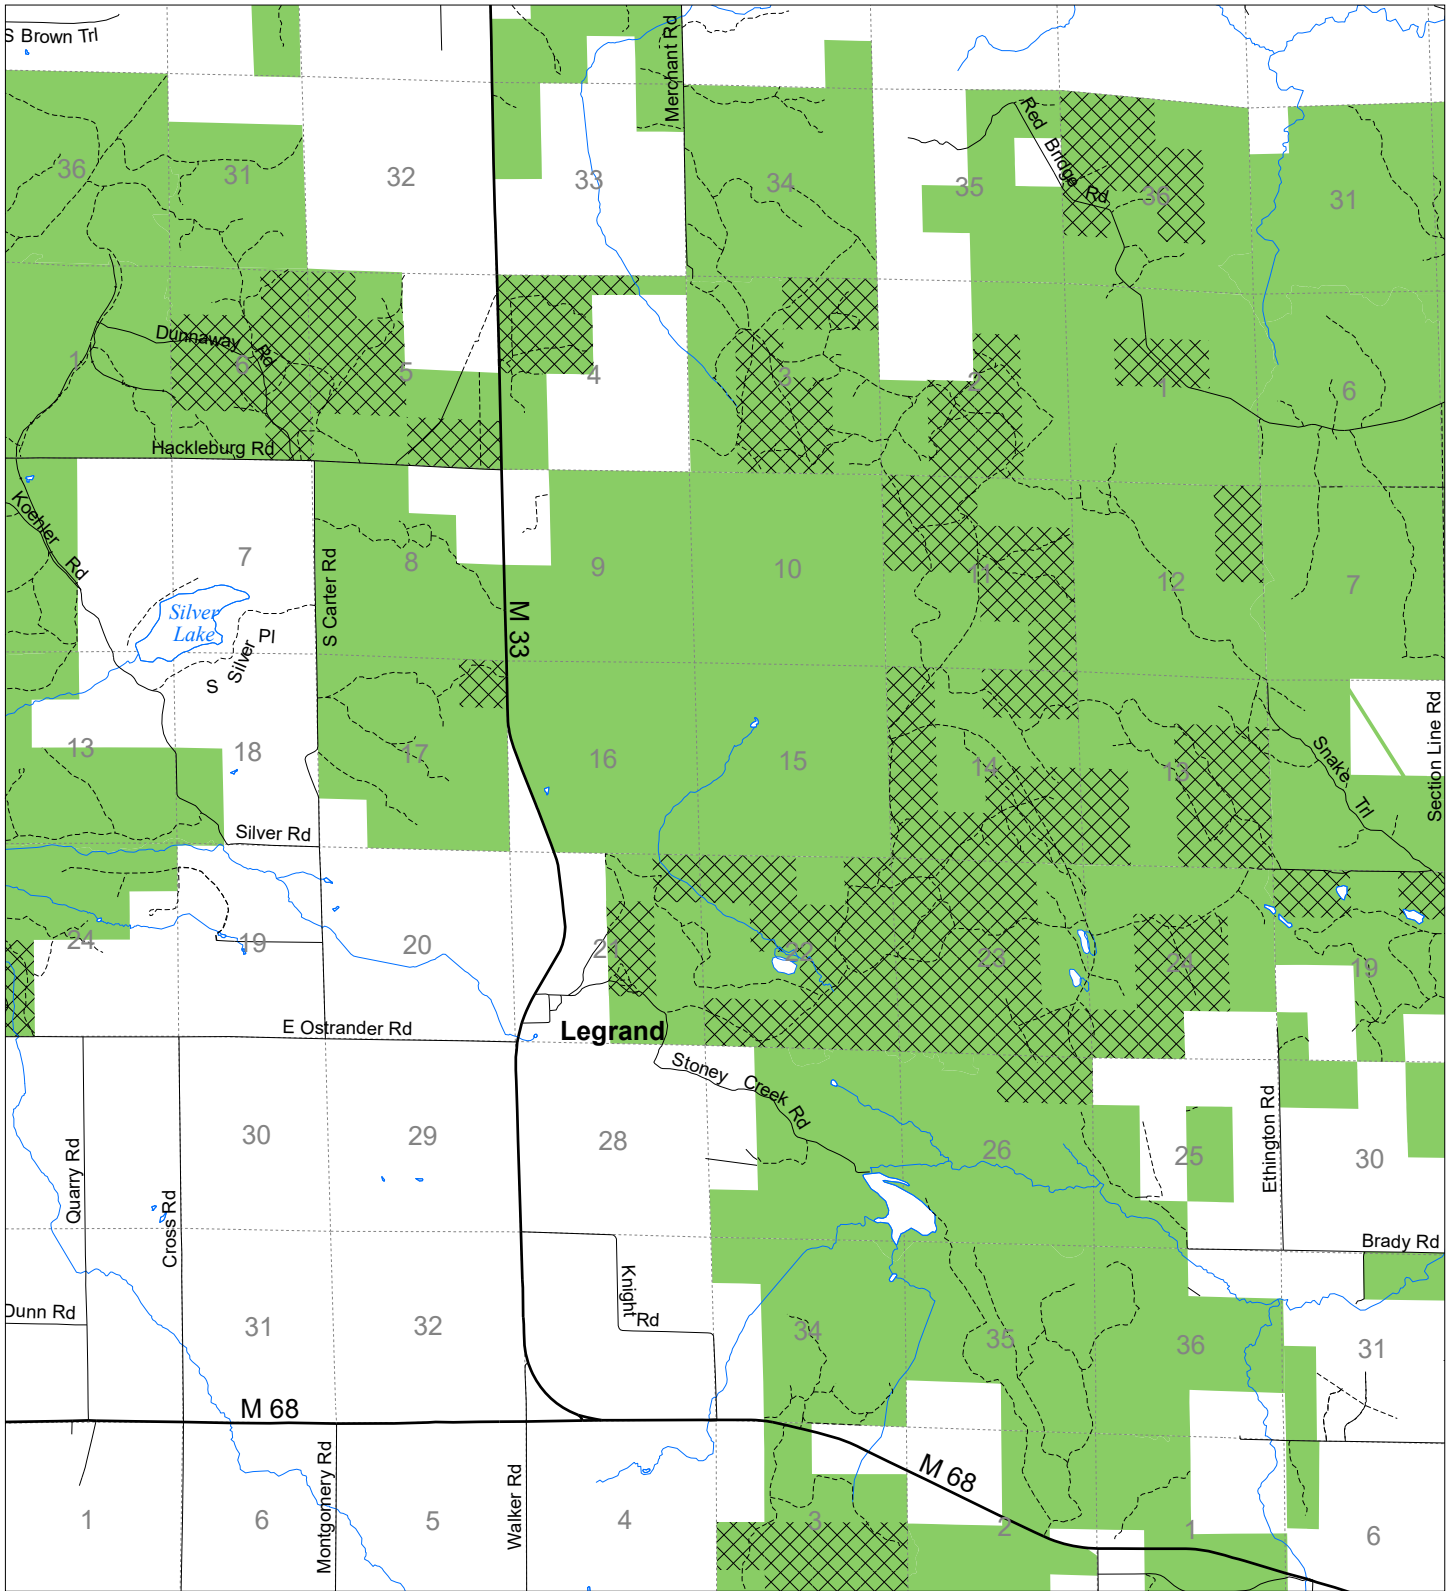 S Brown Trl
Merchant Rd
Red Bridge Rd
36
31
32
33
34
35
36
31
Dunnaway Rd
1
6
5
4
3
2
1
6
Hackleburg Rd
Koehler Rd
7
S Carter Rd
8
9
10
11
12
7
Silver
Lake
S Silver Pl
M 33
13
18
17
16
15
14
13
Snake Trl
Section Line Rd
Silver Rd
24
19
20
21
22
23
24
19
E Ostrander Rd
Legrand
Stoney Creek Rd
Quarry Rd
Cross Rd
30
29
28
26
25
Ethington Rd
30
Brady Rd
Dunn Rd
31
32
Knight Rd
34
35
36
31
M 68
M 68
1
6
Montgomery Rd
5
Walker Rd
4
3
2
1
6